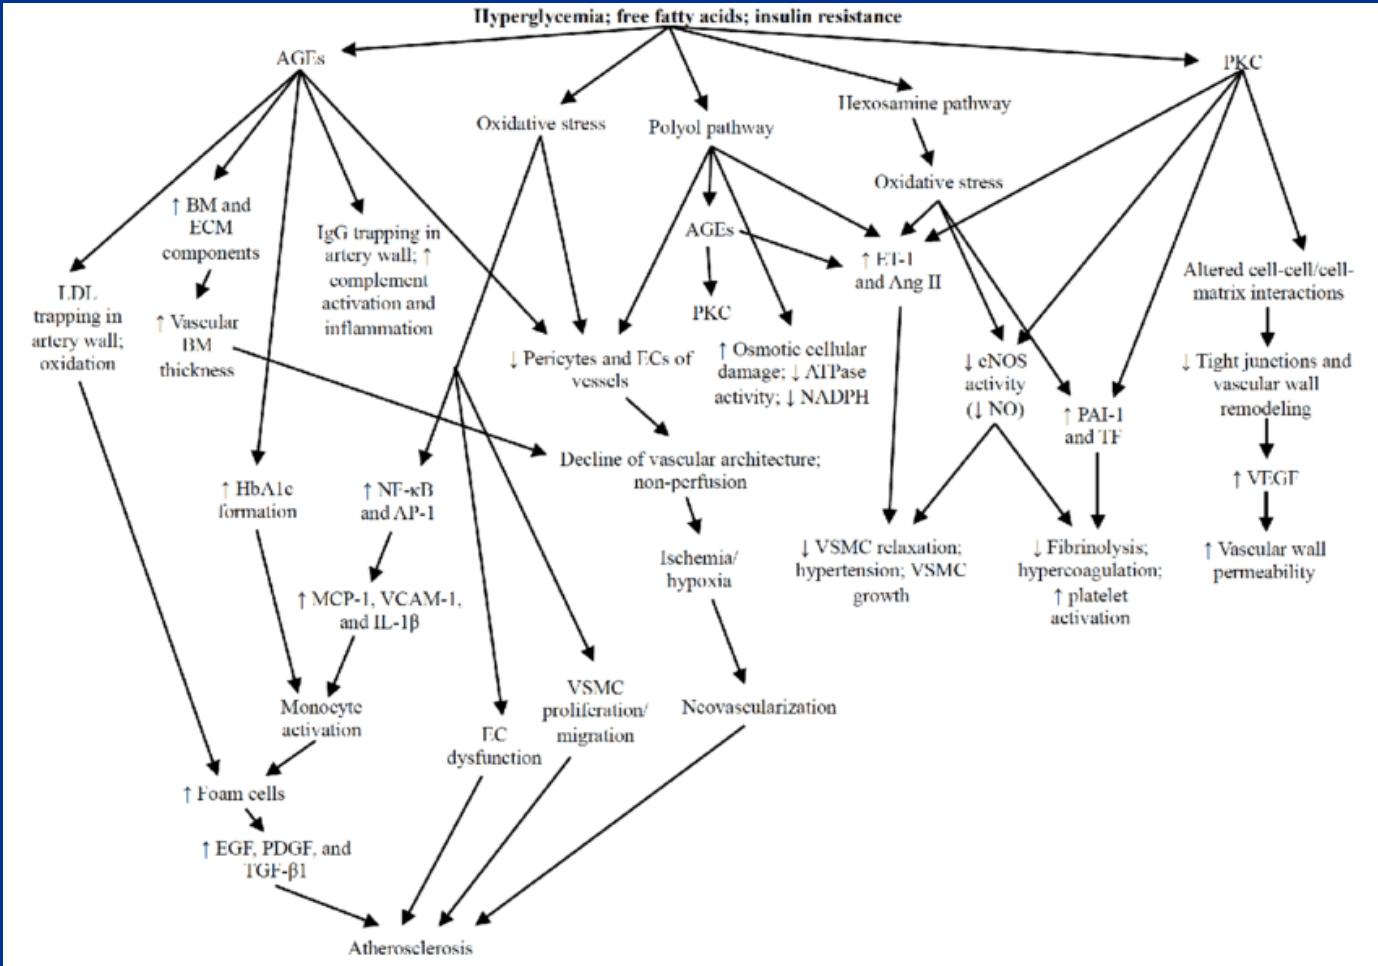 Hyperglycemia; free fatty acids; insulin resistance
AGEs
PKC
Oxidative stress
Polyol pathway
Hexosamine pathway
Oxidative stress
↑ BM and
ECM
components
IgG trapping in
artery wall; ↑
complement
activation and
inflammation
AGEs
↑ ET-1
and Ang II
PKC
Altered cell-cell/cell-
matrix interactions
LDL
trapping in
artery wall;
oxidation
↑ Vascular
BM
thickness
↓ Pericytes and ECs of
vessels
↑ Osmotic cellular
damage; ↓ ATPase
activity; ↓ NADPH
↓ eNOS
activity
(↓ NO)
↑ PAI-1
and TF
↓ Tight junctions and
vascular wall
remodeling
Decline of vascular architecture;
non-perfusion
↑ VEGF
↑ HbA1c
formation
↑ NF-κB
and AP-1
Ischemia/
hypoxia
↓ VSMC relaxation;
hypertension; VSMC
growth
↓ Fibrinolysis;
hypercoagulation;
↑ platelet
activation
↑ Vascular wall
permeability
↑ MCP-1, VCAM-1,
and IL-1β
Monocyte
activation
EC
dysfunction
VSMC
proliferation/
migration
Neovascularization
↑ Foam cells
↑ EGF, PDGF, and
TGF-β1
Atherosclerosis